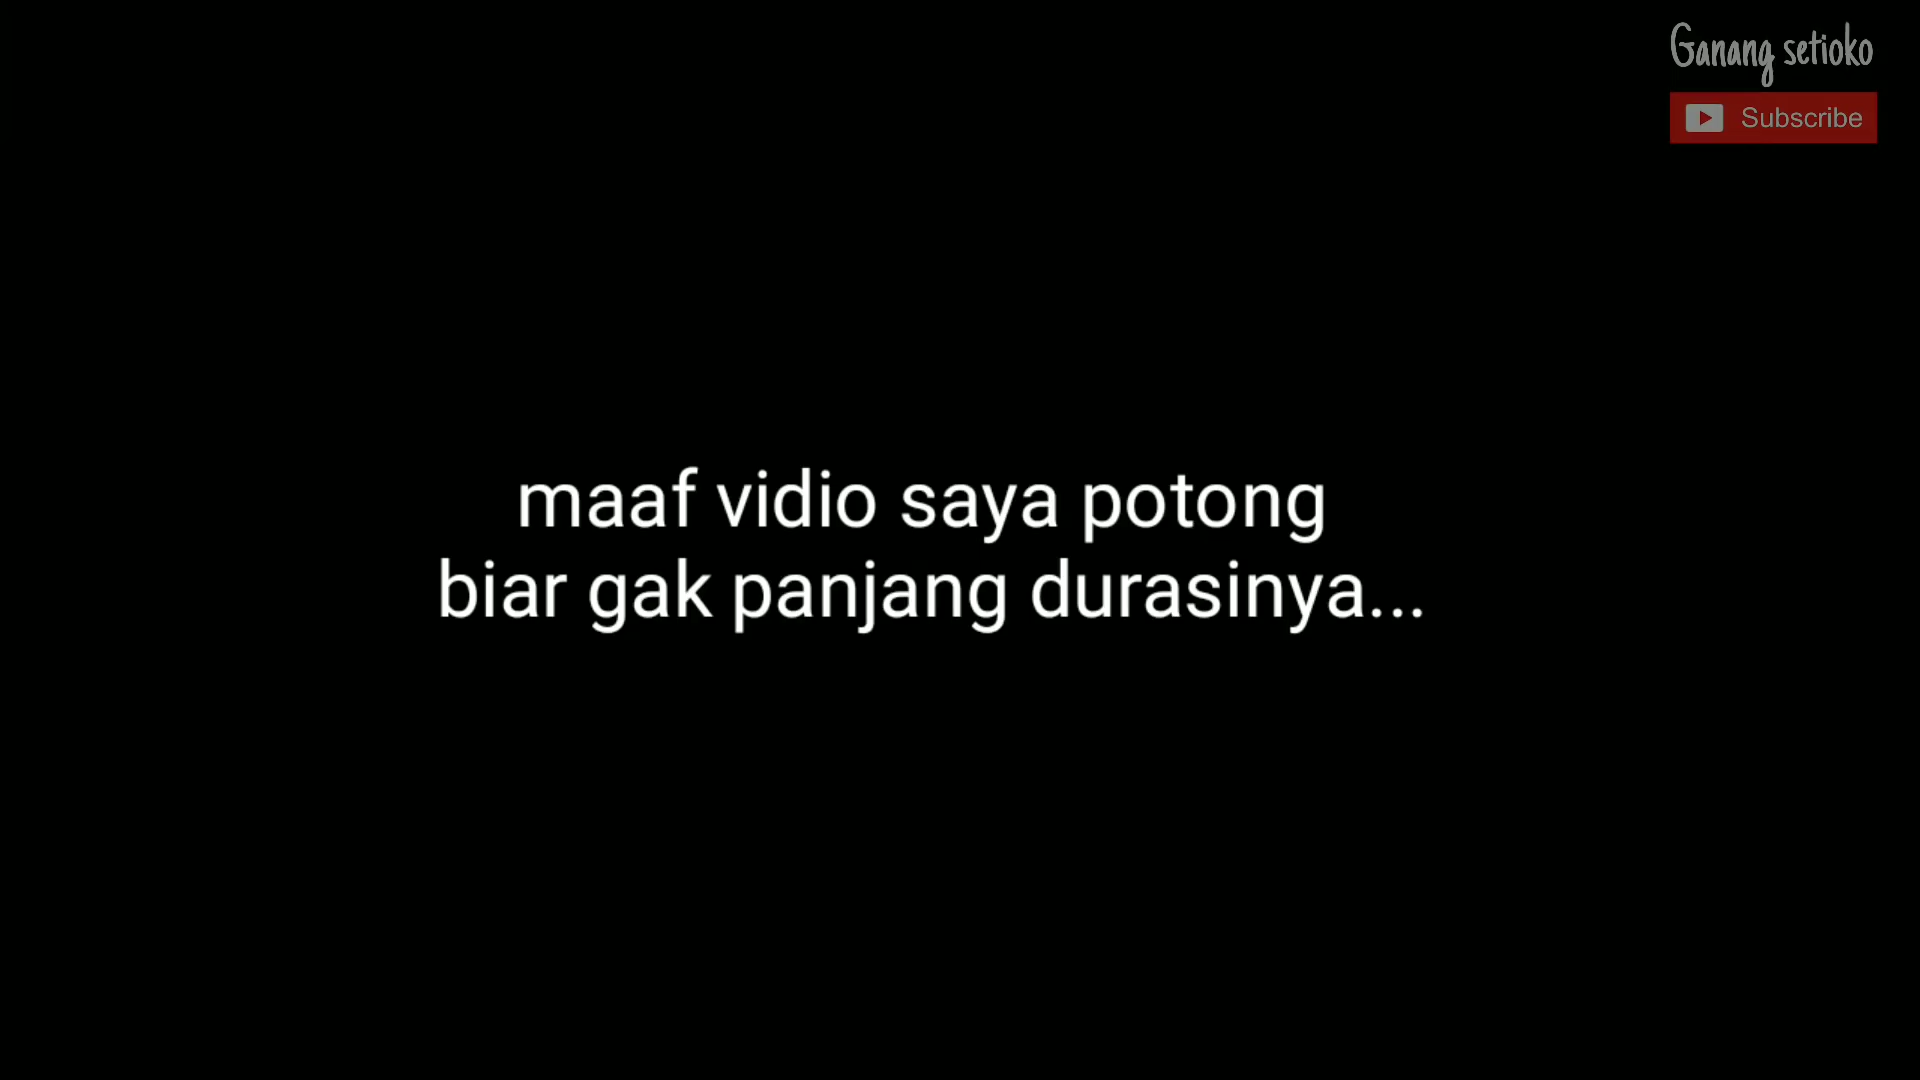 Ganang setioko
Subscribe
maaf vidio saya potong
biar gak panjang durasinya...